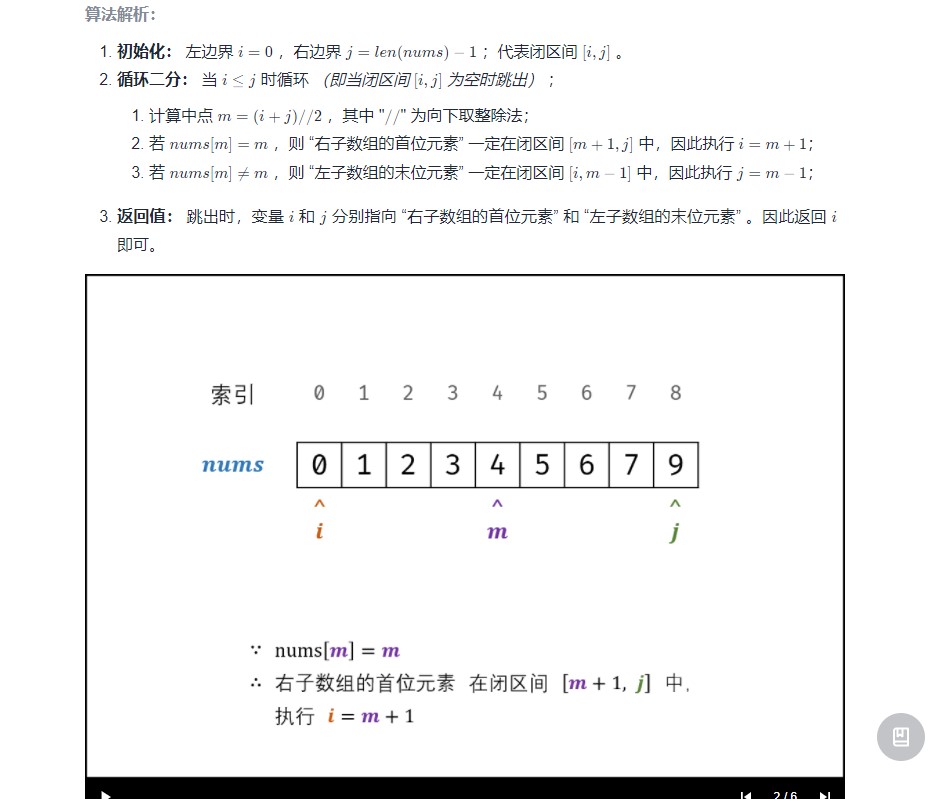 算法解析：
1. 初始化： 左边界 i = 0 ，右边界 j = len(nums) − 1 ；代表闭区间 [i, j] 。
2. 循环二分： 当 i ≤ j 时循环 （即当闭区间 [i, j] 为空时跳出） ；
1. 计算中点 m = (i + j)//2 ，其中 "//" 为向下取整除法；
2. 若 nums[m] = m ，则 “右子数组的首位元素” 一定在闭区间 [m + 1, j] 中，因此执行 i = m + 1；
3. 若 nums[m] ≠ m ，则 “左子数组的末位元素” 一定在闭区间 [i, m − 1] 中，因此执行 j = m − 1；
3. 返回值： 跳出时，变量 i 和 j 分别指向 “右子数组的首位元素” 和 “左子数组的末位元素” 。因此返回 i
即可。
索引 0 1 2 3 4 5 6 7 8
nums 0 1 2 3 4 5 6 7 9
^ ^ ^
i m j
∵ nums[m] = m
∴ 右子数组的首位元素 在闭区间 [m + 1, j] 中，
执行 i = m + 1
2 / 6